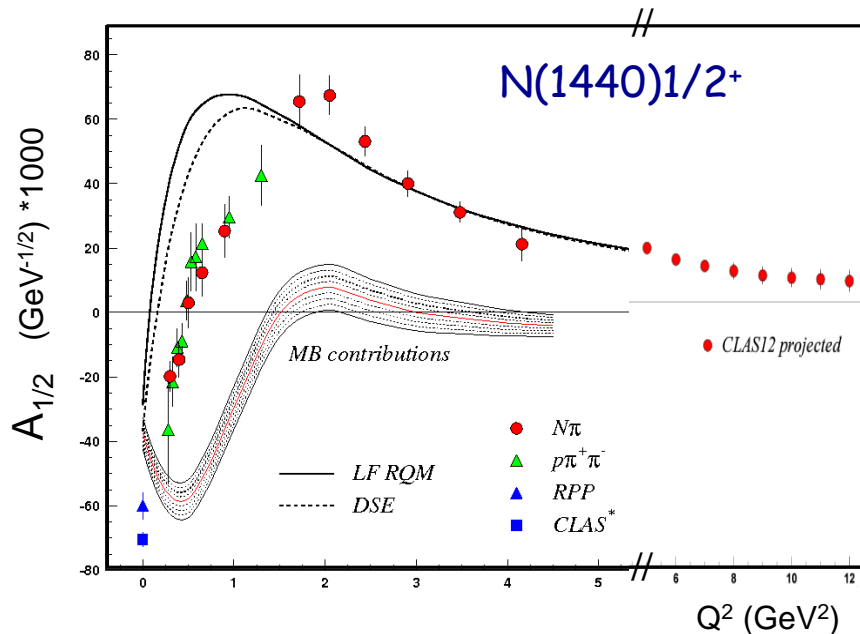 //
N(1440)1/2⁺
A₁/₂ (GeV⁻¹/²) *1000
80
60
40
20
0
-20
-40
-60
-80
MB contributions
CLAS12 projected
LF RQM
DSE
Nπ
pπ⁺π⁻
RPP
CLAS*
0 1 2 3 4 5 6 8 10 12
//
Q² (GeV²)